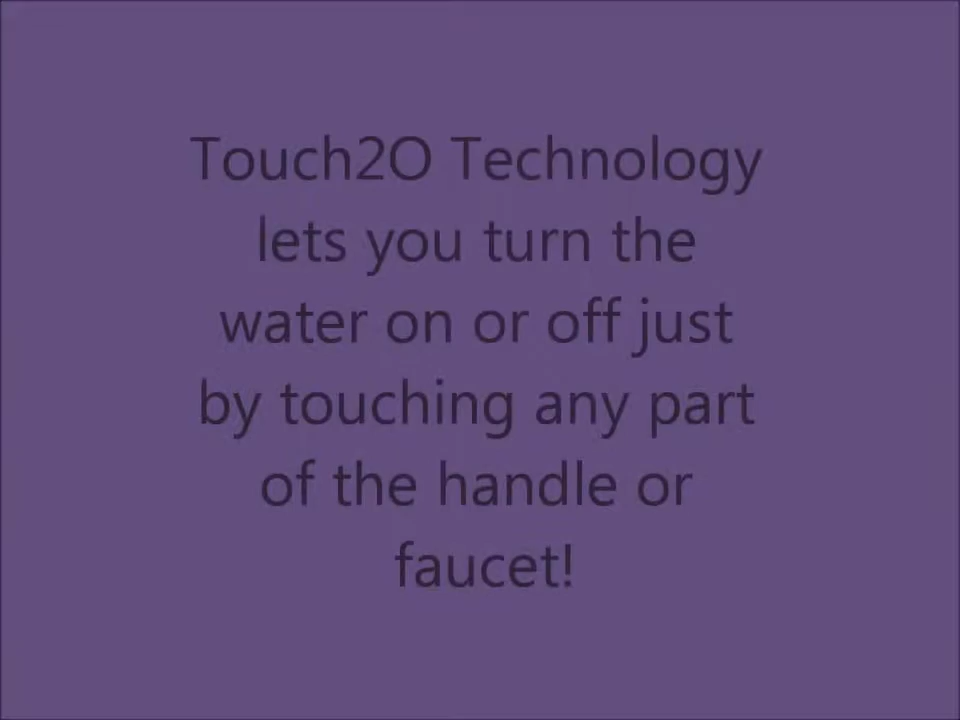 Touch2O Technology
lets you turn the
water on or off just
by touching any part
of the handle or
faucet!